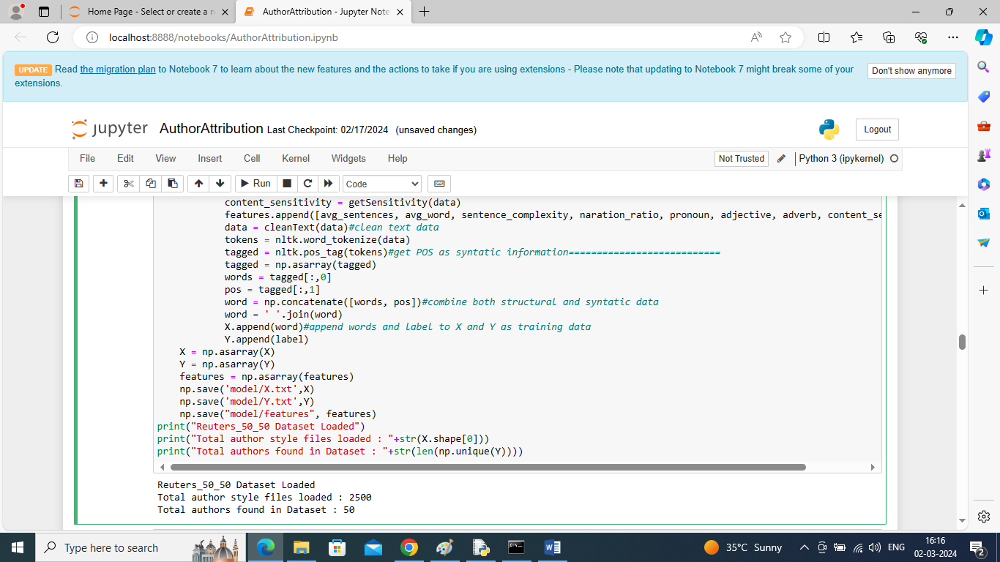 Home Page - Select or create a n
AuthorAttribution - Jupyter Note
localhost:8888/notebooks/AuthorAttribution.ipynb
UPDATE Read the migration plan to Notebook 7 to learn about the new features and the actions to take if you are using extensions - Please note that updating to Notebook 7 might break some of your
extensions.
Don't show anymore
jupyter AuthorAttribution Last Checkpoint: 02/17/2024 (unsaved changes)
Logout
File Edit View Insert Cell Kernel Widgets Help
Not Trusted Python 3 (ipykernel)
Run Code
content_sensitivity = getSensitivity(data)
features.append([avg_sentences, avg_word, sentence_complexity, naration_ratio, pronoun, adjective, adverb, content_se
data = cleanText(data)#clean text data
tokens = nltk.word_tokenize(data)
tagged = nltk.pos_tag(tokens)#get POS as syntatic information===========================
tagged = np.asarray(tagged)
words = tagged[:,0]
pos = tagged[:,1]
word = np.concatenate([words, pos])#combine both structural and syntatic data
word = ' '.join(word)
X.append(word)#append words and label to X and Y as training data
Y.append(label)
X = np.asarray(X)
Y = np.asarray(Y)
features = np.asarray(features)
np.save('model/X.txt',X)
np.save('model/Y.txt',Y)
np.save("model/features", features)
print("Reuters_50_50 Dataset Loaded")
print("Total author style files loaded : "+str(X.shape[0]))
print("Total authors found in Dataset : "+str(len(np.unique(Y))))
Reuters_50_50 Dataset Loaded
Total author style files loaded : 2500
Total authors found in Dataset : 50
Type here to search
35°C Sunny
ENG
16:16
02-03-2024
2